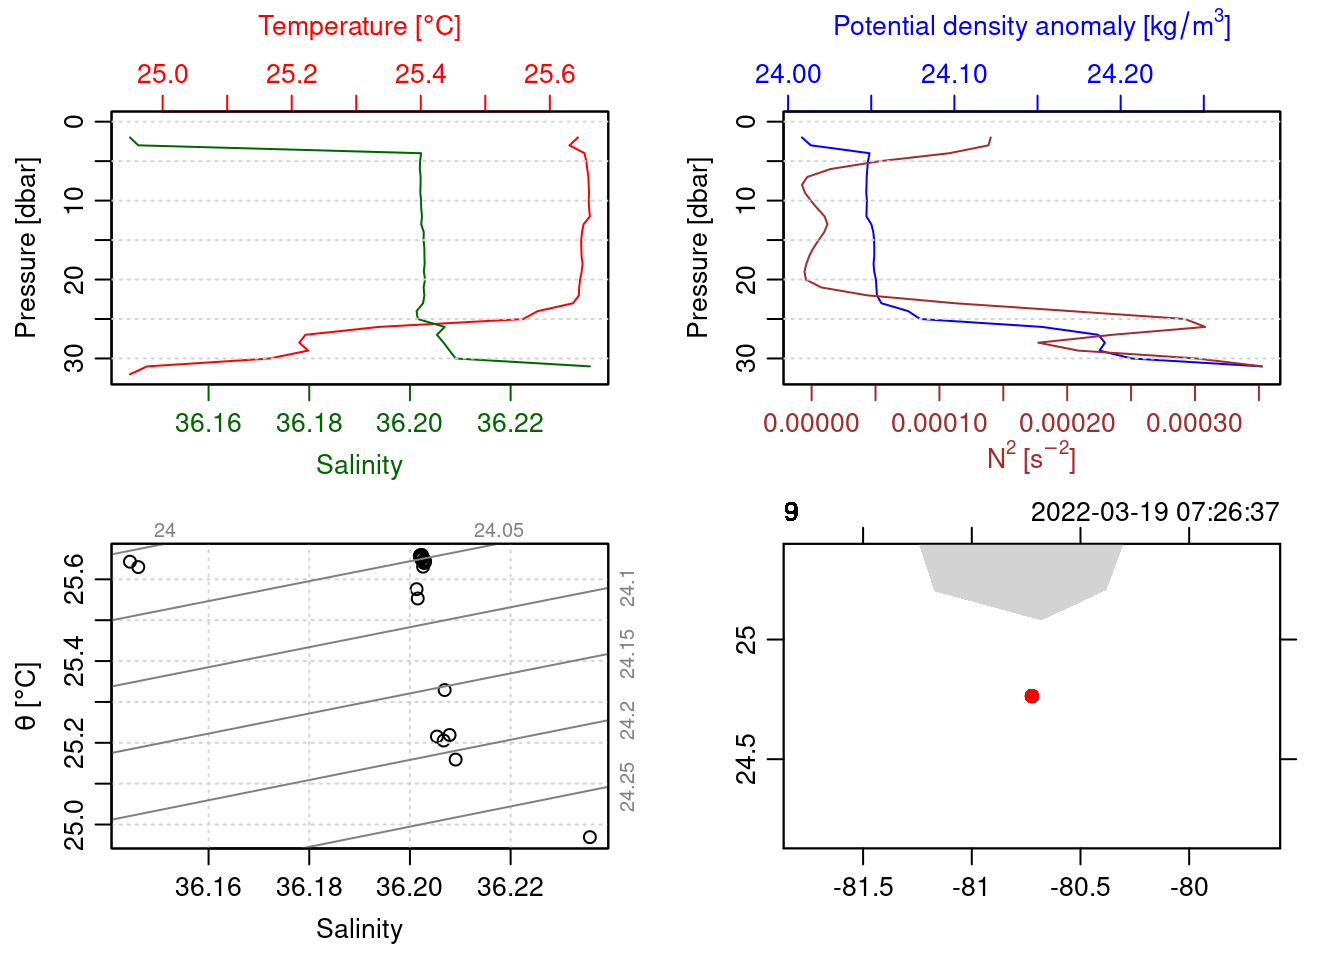 Temperature [°C]
25.0 25.2 25.4 25.6
Pressure [dbar]
0
10
20
30
36.16 36.18 36.20 36.22
Salinity
Potential density anomaly [kg/m³]
24.00 24.10 24.20
Pressure [dbar]
0
10
20
30
0.00000 0.00010 0.00020 0.00030
N² [s⁻²]
24 24.05
θ [°C]
25.6
25.4
25.2
25.0
24.1
24.15
24.2
24.25
36.16 36.18 36.20 36.22
Salinity
2022-03-19 07:26:37
25
24.5
-81.5 -81 -80.5 -80